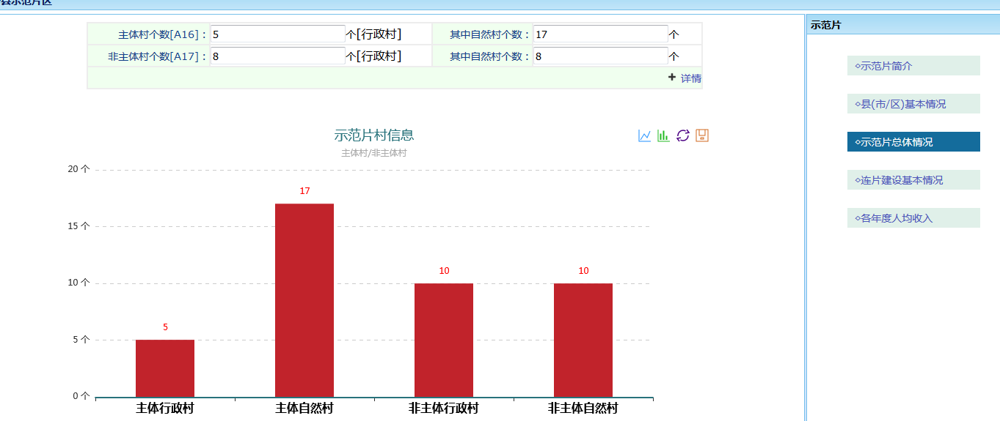 县示范片区
主体村个数[A16]： 5 个[行政村] 其中自然村个数： 17 个
非主体村个数[A17]： 8 个[行政村] 其中自然村个数： 8 个
+ 详情
示范片村信息
主体村/非主体村
20 个
15 个
10 个
5 个
0 个
5
17
10
10
主体行政村 主体自然村 非主体行政村 非主体自然村
示范片
◇示范片简介
◇县(市/区)基本情况
◇示范片总体情况
◇连片建设基本情况
◇各年度人均收入